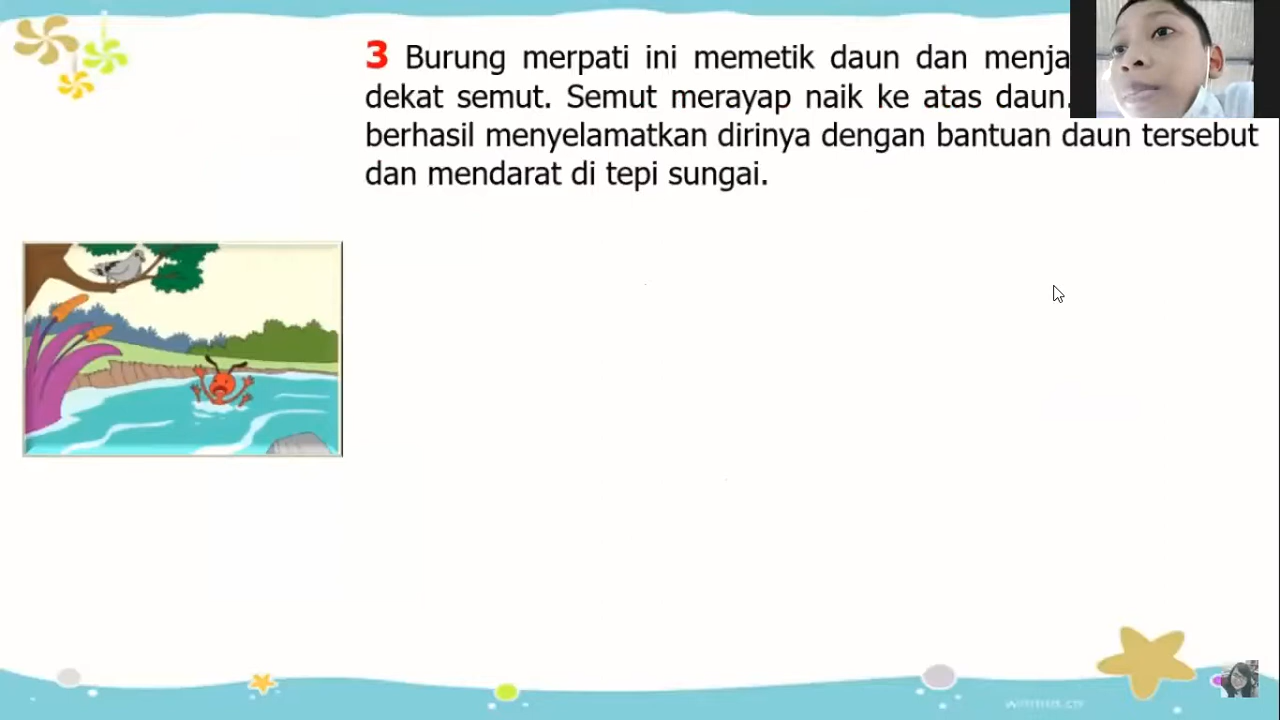 3 Burung merpati ini memetik daun dan
dekat semut. Semut merayap naik ke atas daun.
berhasil menyelamatkan dirinya dengan bantuan daun tersebut
dan mendarat di tepi sungai.